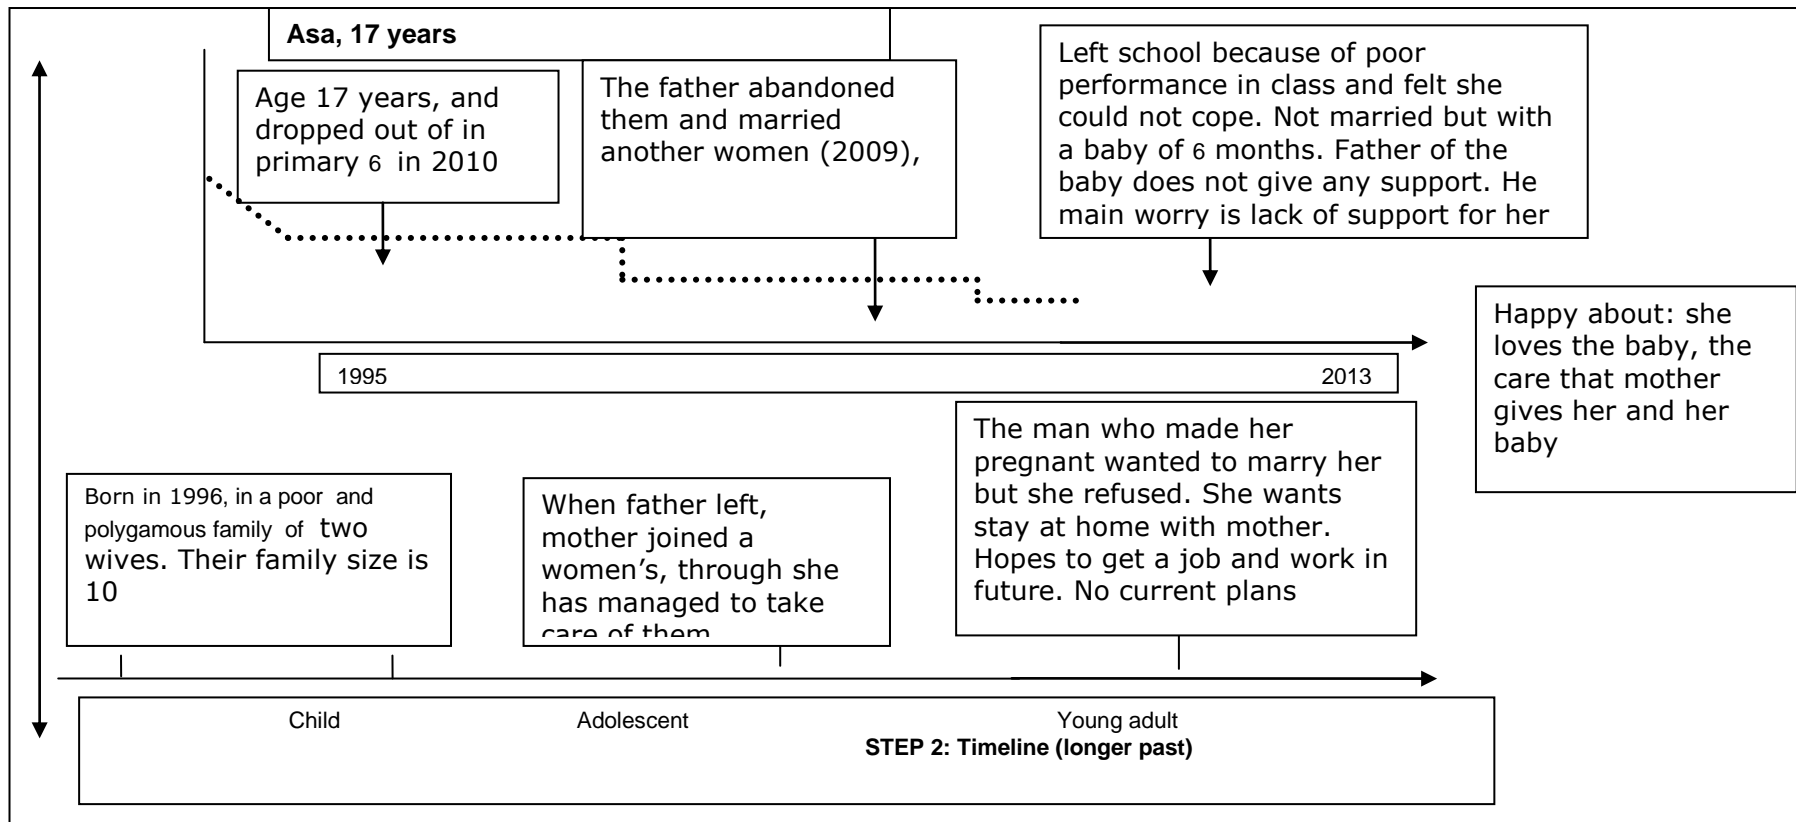 Asa, 17 years
Age 17 years, and
dropped out of in
primary 6 in 2010
The father abandoned
them and married
another women (2009),
Left school because of poor
performance in class and felt she
could not cope. Not married but with
a baby of 6 months. Father of the
baby does not give any support. He
main worry is lack of support for her
Happy about: she
loves the baby, the
care that mother
gives her and her
baby
1995 2013
Born in 1996, in a poor and
polygamous family of two
wives. Their family size is
10
When father left,
mother joined a
women’s, through she
has managed to take
care of them
The man who made her
pregnant wanted to marry her
but she refused. She wants
stay at home with mother.
Hopes to get a job and work in
future. No current plans
Child Adolescent Young adult
STEP 2: Timeline (longer past)